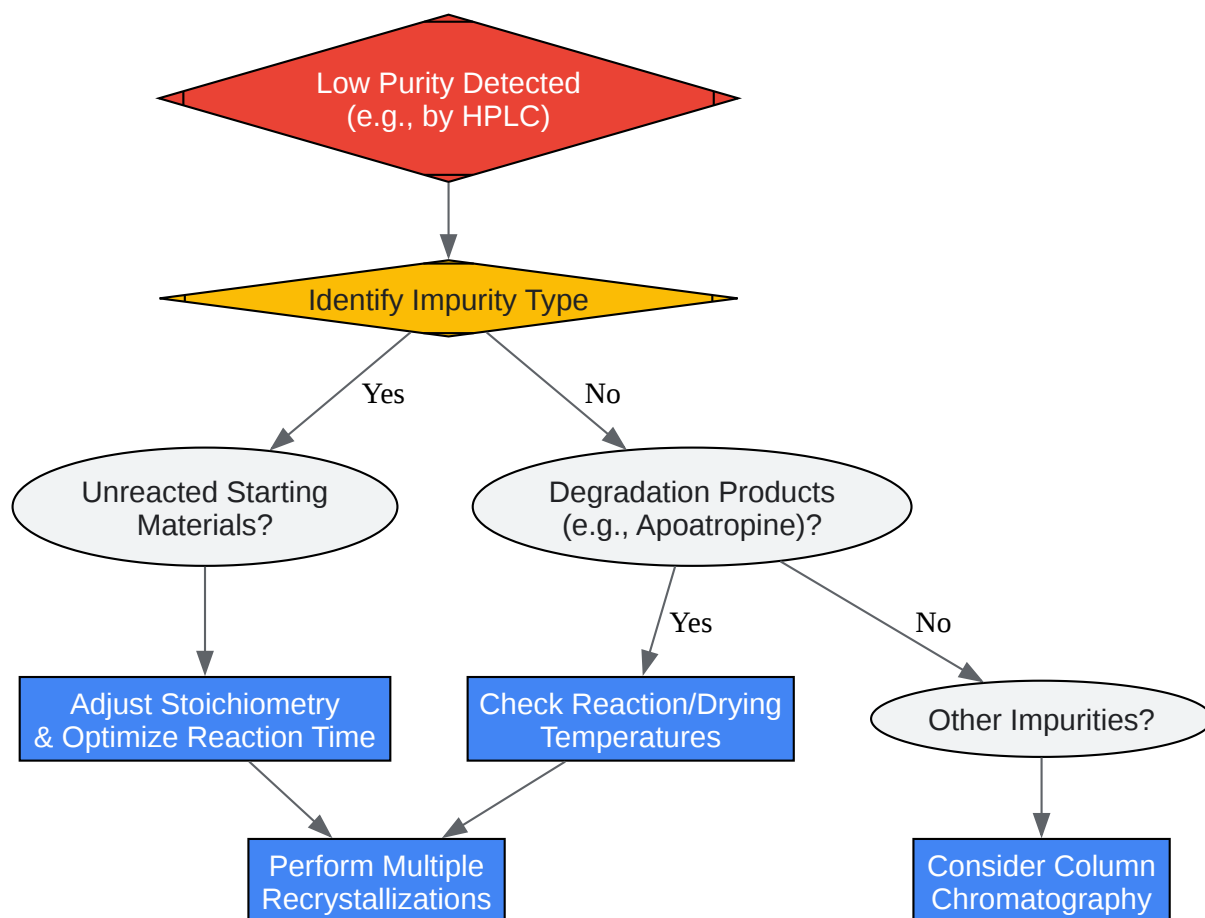 Low Purity Detected
(e.g., by HPLC)
Identify Impurity Type
Yes
No
Unreacted Starting
Materials?
Degradation Products
(e.g., Apoatropine)?
Yes
No
Adjust Stoichiometry
& Optimize Reaction Time
Check Reaction/Drying
Temperatures
Other Impurities?
Perform Multiple
Recrystallizations
Consider Column
Chromatography